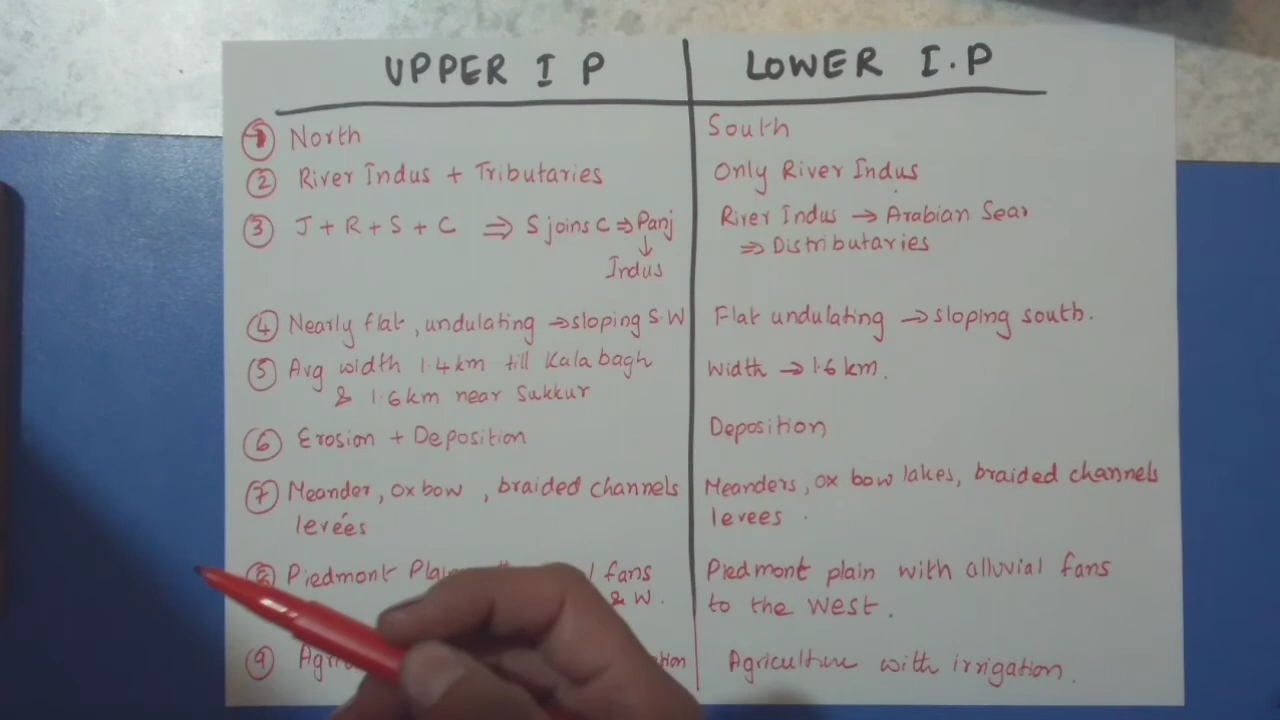 UPPER I P
LOWER I.P
① North
South
② River Indus + Tributaries
Only River Indus
③ J + R + S + C ⇒ S joins C ⇒ Panj
↓
Indus
River Indus → Arabian Sea
⇒ Distributaries
④ Nearly flat, undulating → sloping S.W
Flat undulating → sloping south.
⑤ Avg width 1.4km till Kalabagh
& 1.6km near Sukkur
Width → 1.6 km.
⑥ Erosion + Deposition
Deposition
⑦ Meander, oxbow, braided channels
levees
Meanders, ox bow lakes, braided channels
levees
⑧ Piedmont fans
& W.
Piedmont plain with alluvial fans
to the west.
⑨
Agriculture with irrigation.